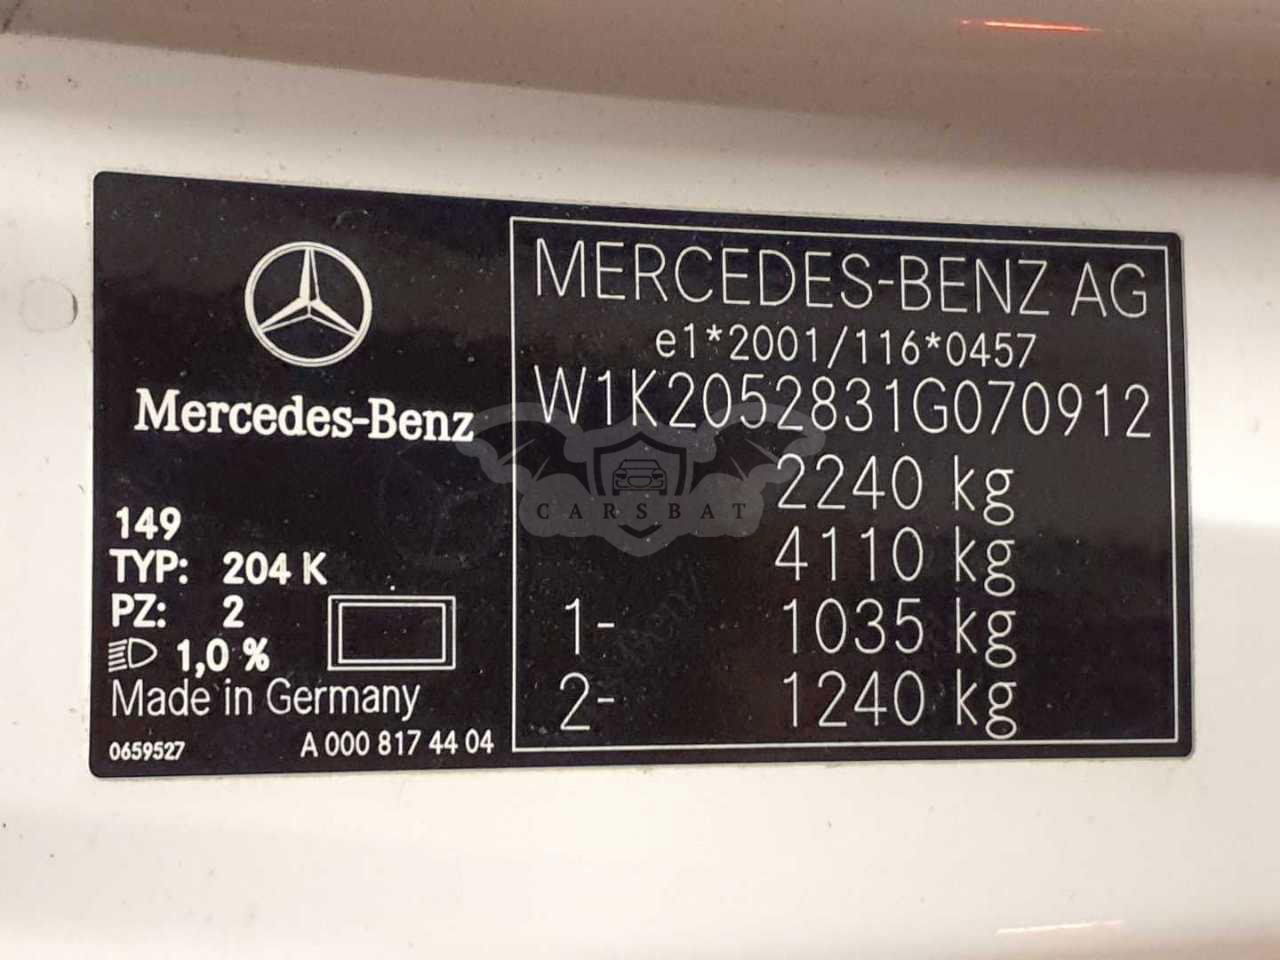 Mercedes-Benz
149
TYP: 204 K
PZ: 2
1,0 %
Made in Germany
0659527 A 000 817 44 04
MERCEDES-BENZ AG
e1*2001/116*0457
W1K2052831G070912
2240 kg
4110 kg
1- 1035 kg
2- 1240 kg
CARSBAT